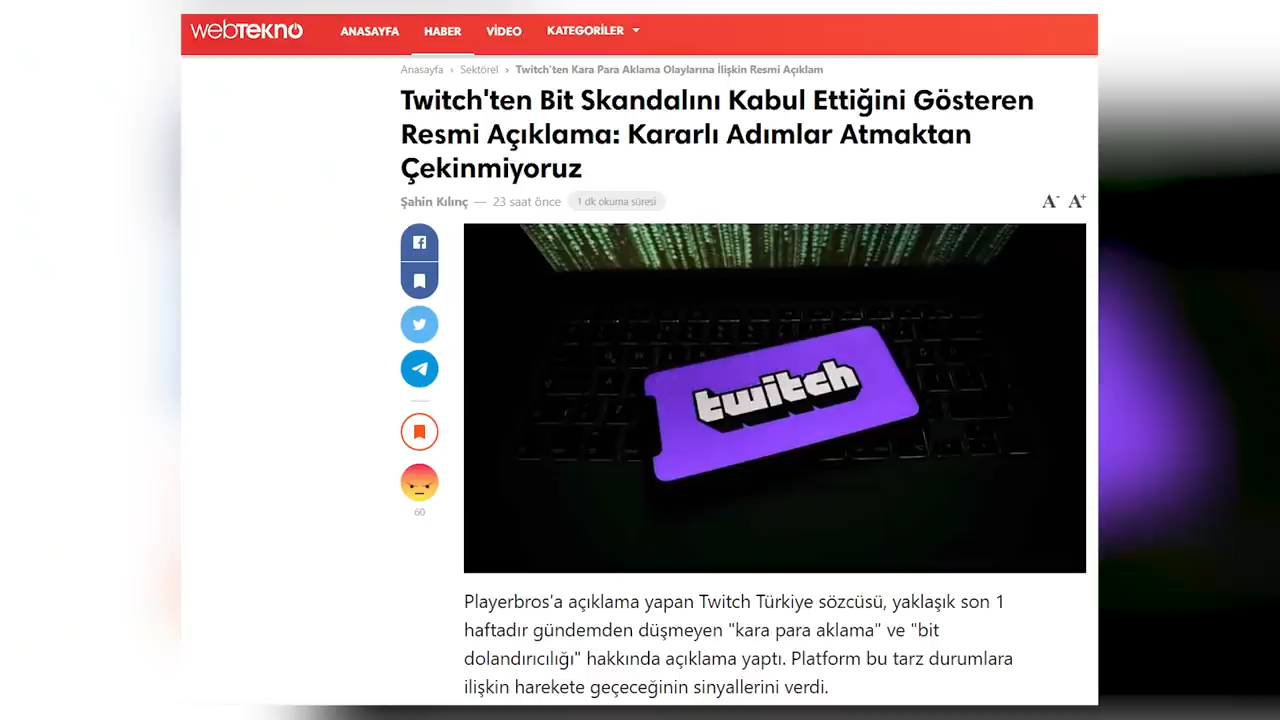 webTEKNO
ANASAYFA HABER VİDEO KATEGORİLER
Anasayfa › Sektörel › Twitch'ten Kara Para Aklama Olaylarına İlişkin Resmi Açıklam
Twitch'ten Bit Skandalını Kabul Ettiğini Gösteren
Resmi Açıklama: Kararlı Adımlar Atmaktan
Çekinmiyoruz
Şahin Kılınç — 23 saat önce 1 dk okuma süresi
A- A+
twitch
60
Playerbros'a açıklama yapan Twitch Türkiye sözcüsü, yaklaşık son 1
haftadır gündemden düşmeyen "kara para aklama" ve "bit
dolandırıcılığı" hakkında açıklama yaptı. Platform bu tarz durumlara
ilişkin harekete geçeceğinin sinyallerini verdi.